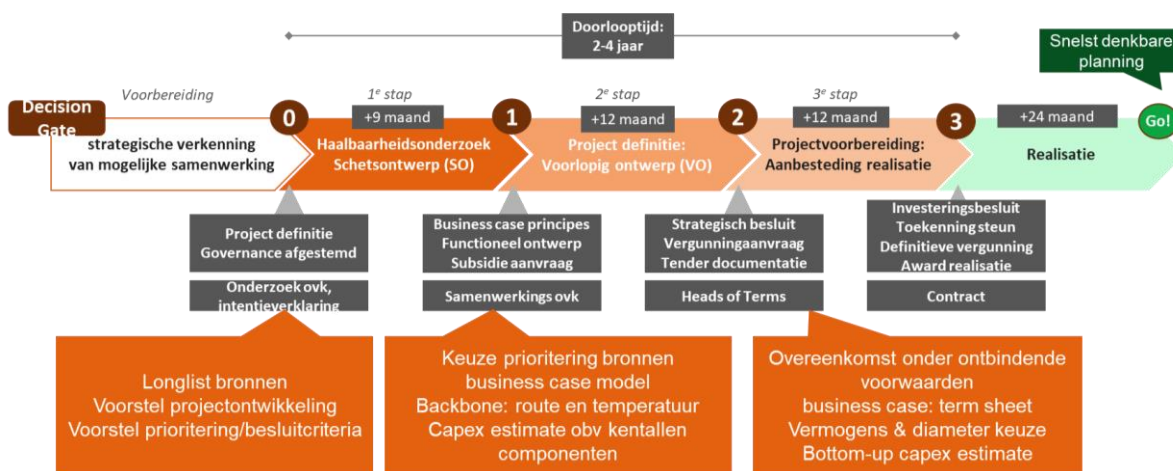 Doorlooptijd:
2-4 jaar
Snelst denkbare
planning
Decision
Gate
Voorbereiding
0
1e stap
+9 maand
1
2e stap
+12 maand
2
3e stap
+12 maand
3
+24 maand
Go!
strategische verkenning
van mogelijke samenwerking
Haalbaarheidsonderzoek
Schetsontwerp (SO)
Project definitie:
Voorlopig ontwerp (VO)
Projectvoorbereiding:
Aanbesteding realisatie
Realisatie
Project definitie
Governance afgestemd
Business case principes
Functioneel ontwerp
Subsidie aanvraag
Strategisch besluit
Vergunningaanvraag
Tender documentatie
Investeringsbesluit
Toekenning steun
Definitieve vergunning
Award realisatie
Onderzoek ovk,
intentieverklaring
Samenwerkings ovk
Heads of Terms
Contract
Longlist bronnen
Voorstel projectontwikkeling
Voorstel prioritering/besluitcriteria
Keuze prioritering bronnen
business case model
Backbone: route en temperatuur
Capex estimate obv kentallen
componenten
Overeenkomst onder ontbindende
voorwaarden
business case: term sheet
Vermogens & diameter keuze
Bottom-up capex estimate